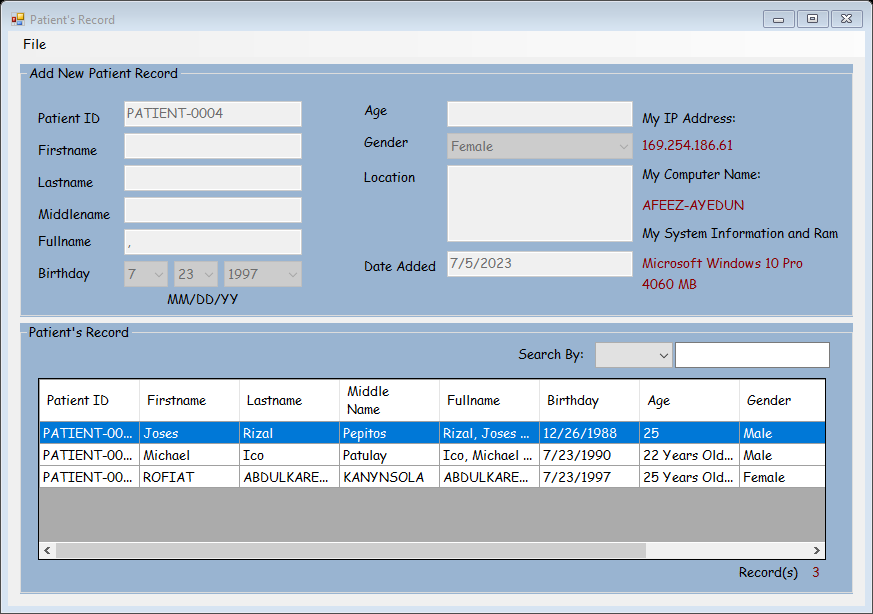 Patient's Record
File
Add New Patient Record
Patient ID PATIENT-0004
Firstname
Lastname
Middlename
Fullname ,
Birthday 7 23 1997
MM/DD/YY
Age
Gender Female
Location
Date Added 7/5/2023
My IP Address:
169.254.186.61
My Computer Name:
AFEEZ-AYEDUN
My System Information and Ram
Microsoft Windows 10 Pro
4060 MB
Patient's Record
Search By:
Patient ID Firstname Lastname Middle Name Fullname Birthday Age Gender
PATIENT-00... Joses Rizal Pepitos Rizal, Joses ... 12/26/1988 25 Male
PATIENT-00... Michael Ico Patulay Ico, Michael ... 7/23/1990 22 Years Old... Male
PATIENT-00... ROFIAT ABDULKARE... KANYNSOLA ABDULKARE... 7/23/1997 25 Years Old... Female
Record(s) 3